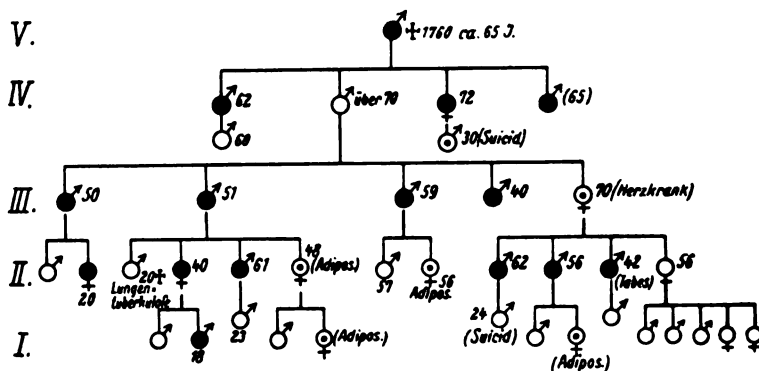 V. ✝1760 ca. 65 J.
IV. 62 über 70 72 (65)
60 30 (Suicid)
III. 50 51 59 40 70 (Herzkrank)
II. 20✝ 40 61 48 (Adipos.) 62 56 42 56
20 Lungen= 57 56 (Tabes)
tuberkulose Adipos.
I. 18 23 (Adipos.) 24
(Suicid) (Adipos.)